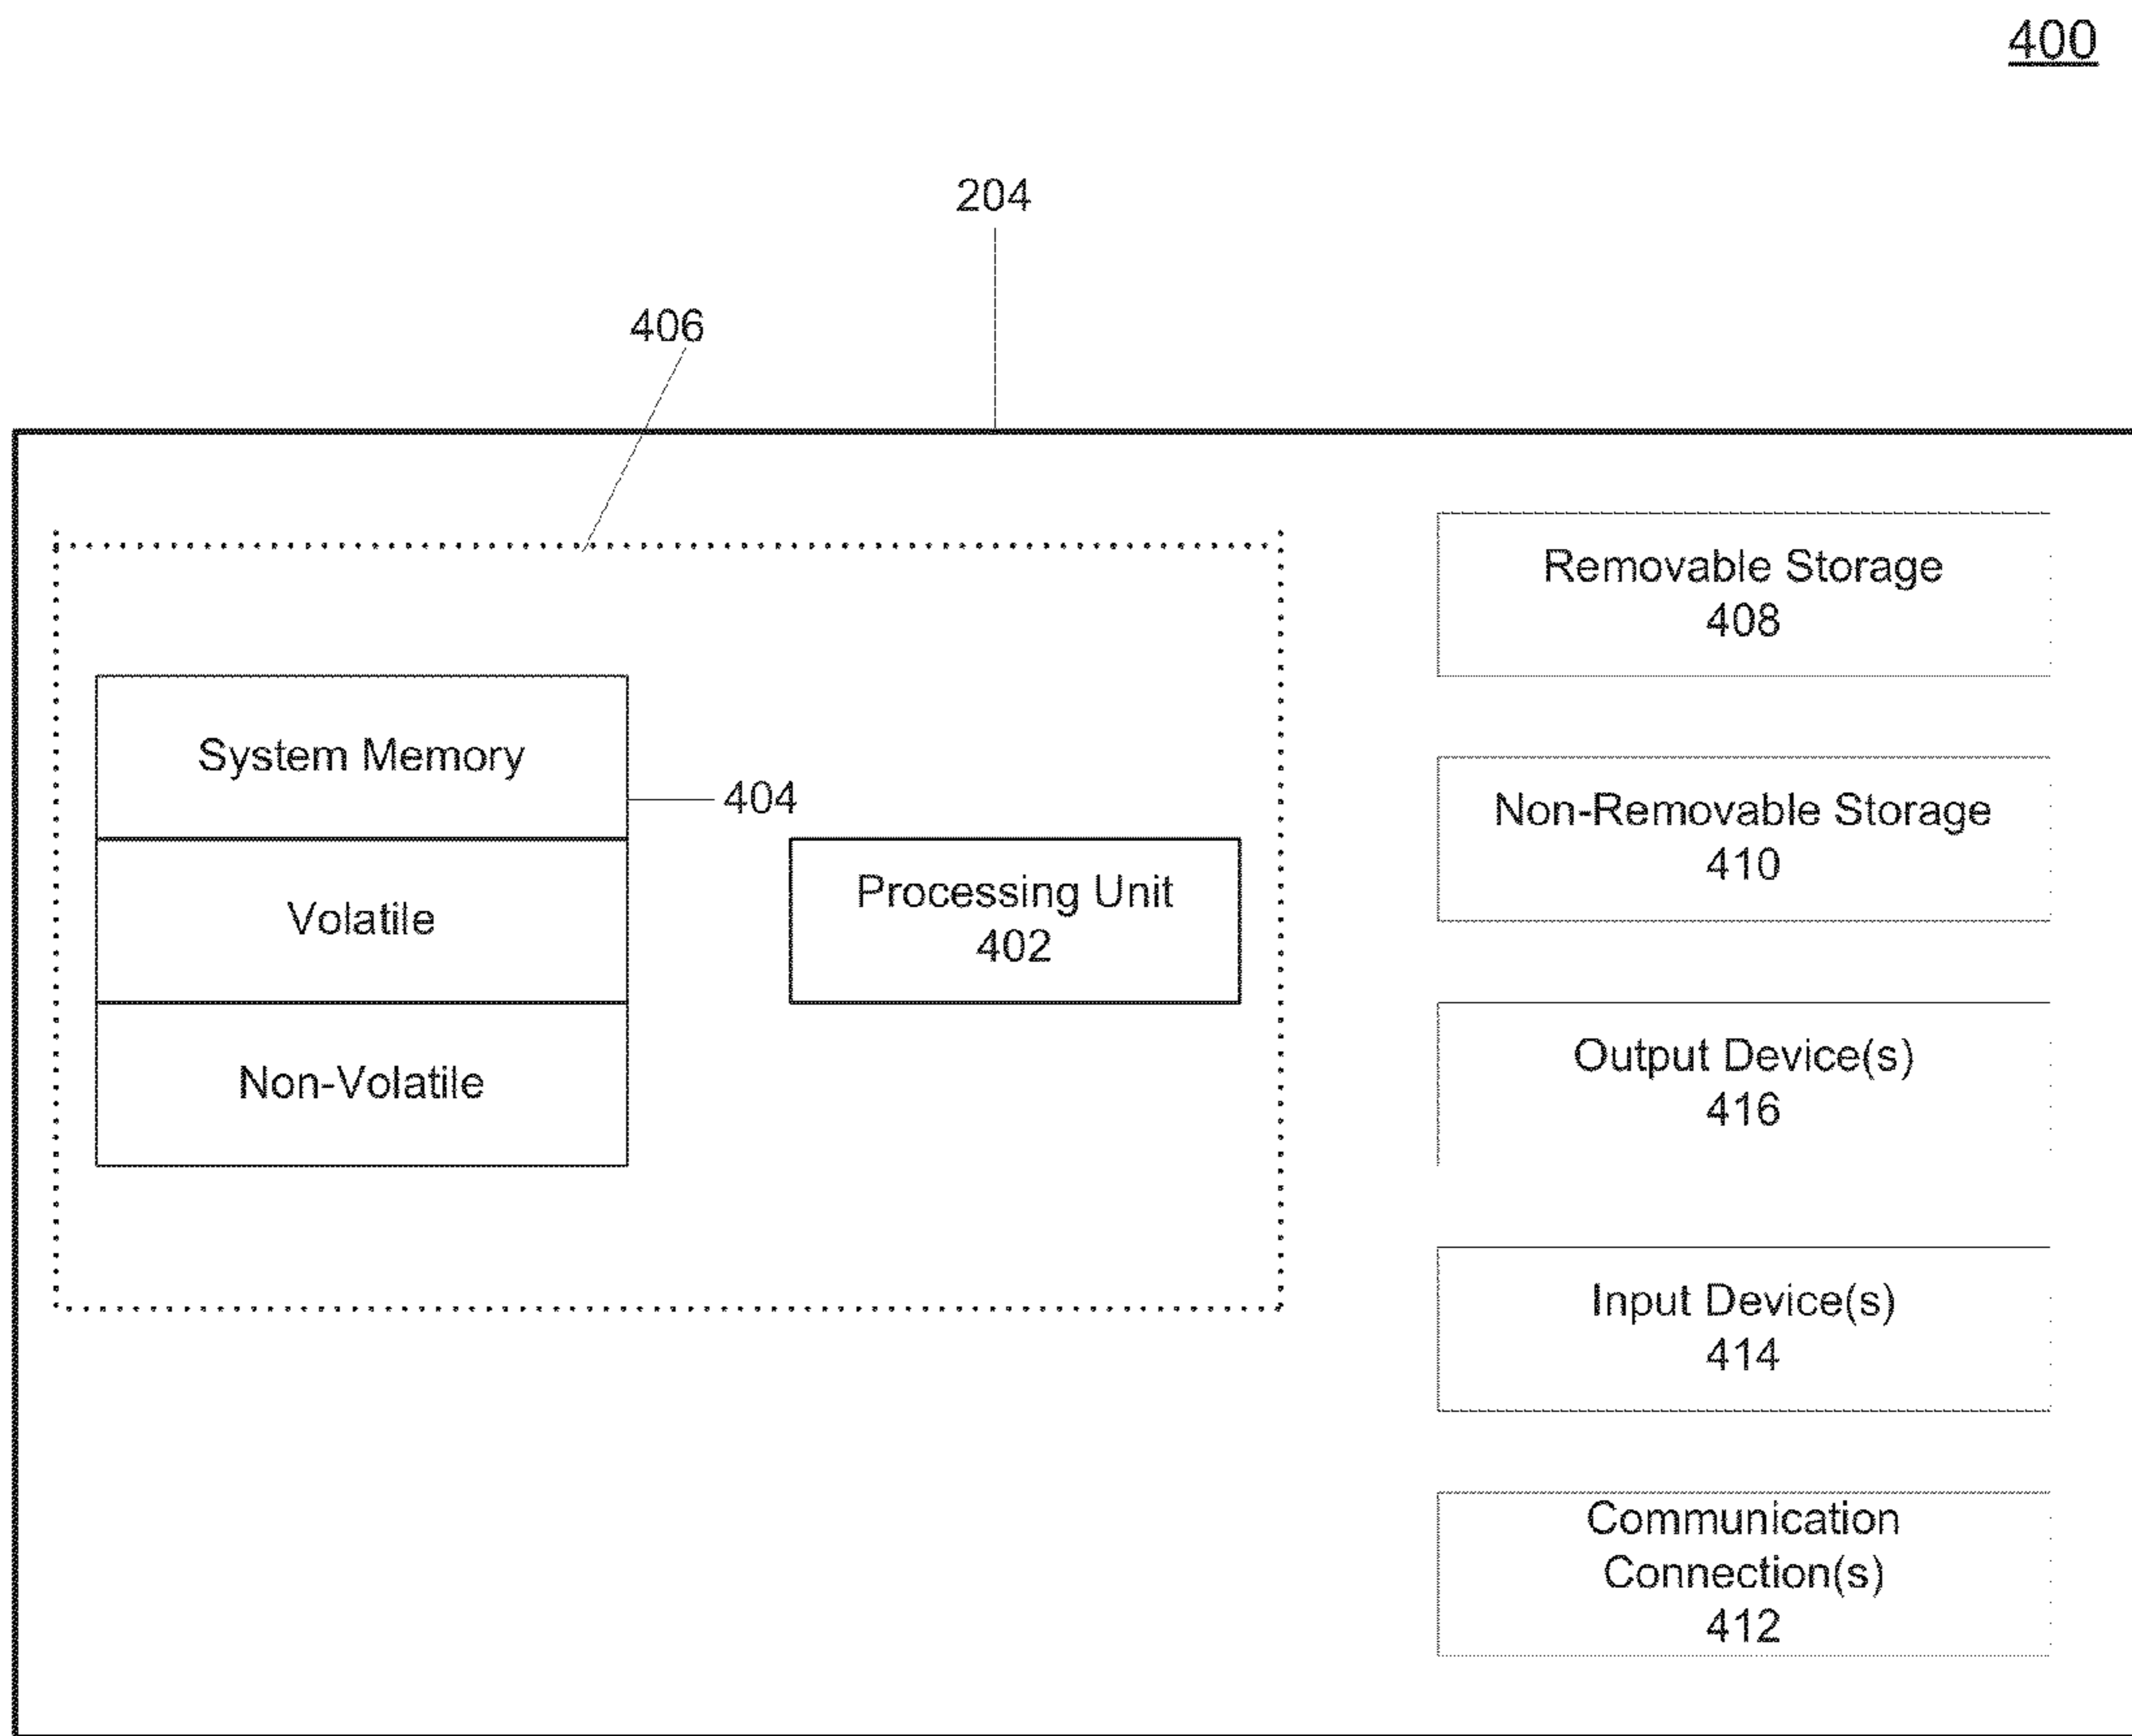 400
204
406
System Memory
404
Volatile
Non-Volatile
Processing Unit
402
Removable Storage
408
Non-Removable Storage
410
Output Device(s)
416
Input Device(s)
414
Communication
Connection(s)
412